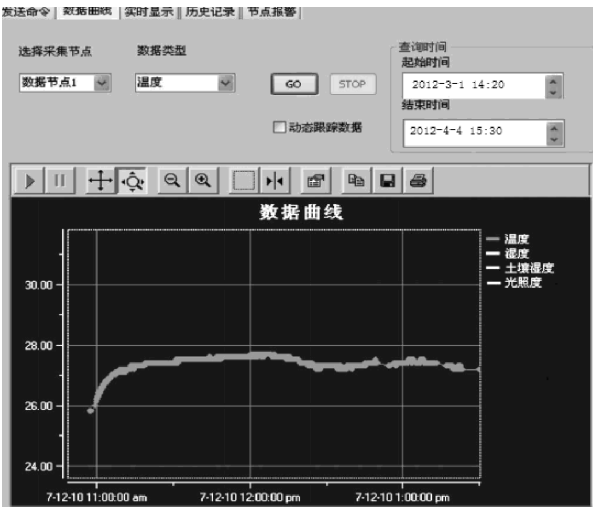 发送命令 数据曲线 实时显示 历史记录 节点报警
选择采集节点 数据类型 查询时间
起始时间
数据节点1 温度 GO STOP 2012-3-1 14:20
结束时间
动态跟踪数据 2012-4-4 15:30
数据曲线
温度
湿度
土壤湿度
光照度
30.00
28.00
26.00
24.00
7-12-10 11:00:00 am 7-12-10 12:00:00 pm 7-12-10 1:00:00 pm